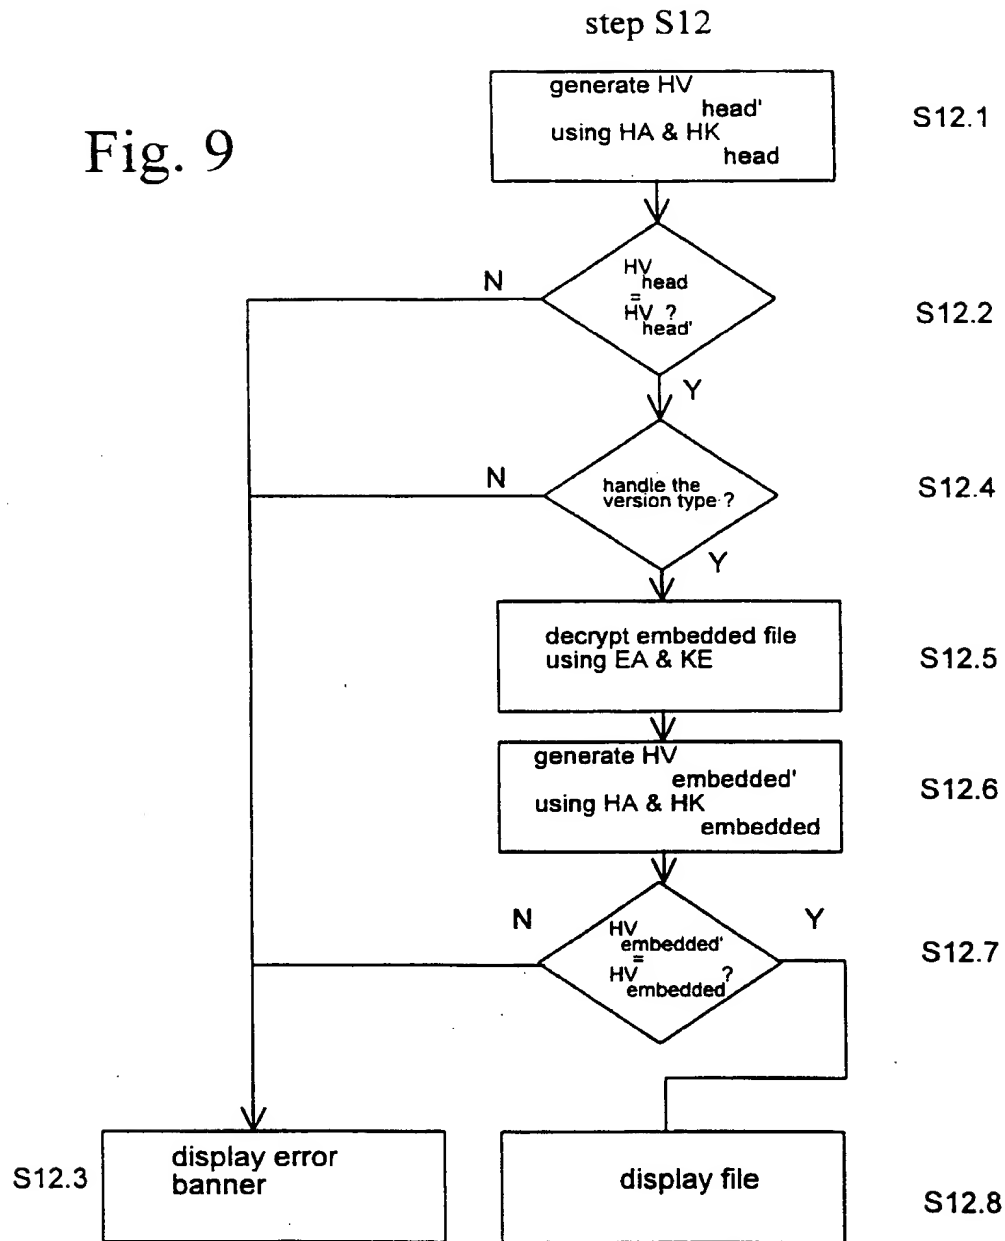 step S12
Fig. 9
generate HV
head'
using HA & HK
head
S12.1
HV
head
=
HV ?
head'
N
S12.2
Y
handle the
version type ?
N
S12.4
Y
decrypt embedded file
using EA & KE
S12.5
generate HV
embedded'
using HA & HK
embedded
S12.6
N
HV
embedded'
=
HV ?
embedded
Y
S12.7
S12.3
display error
banner
display file
S12.8